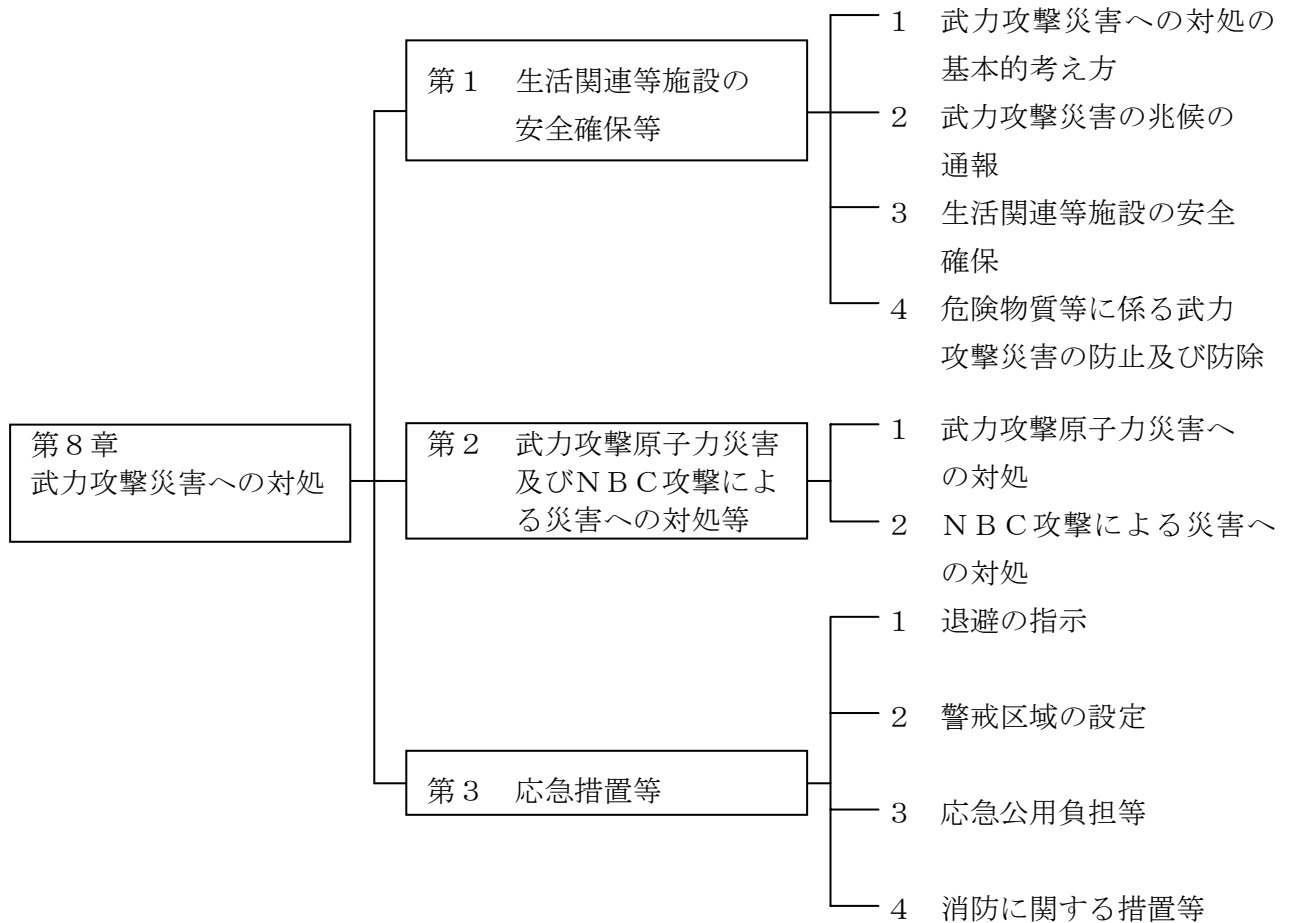 第８章
武力攻撃災害への対処
第１　生活関連等施設の
安全確保等
１　武力攻撃災害への対処の
基本的考え方
２　武力攻撃災害の兆候の
通報
３　生活関連等施設の安全
確保
４　危険物質等に係る武力
攻撃災害の防止及び防除
第２　武力攻撃原子力災害
及びＮＢＣ攻撃によ
る災害への対処等
１　武力攻撃原子力災害へ
の対処
２　ＮＢＣ攻撃による災害へ
の対処
第３　応急措置等
１　退避の指示
２　警戒区域の設定
３　応急公用負担等
４　消防に関する措置等